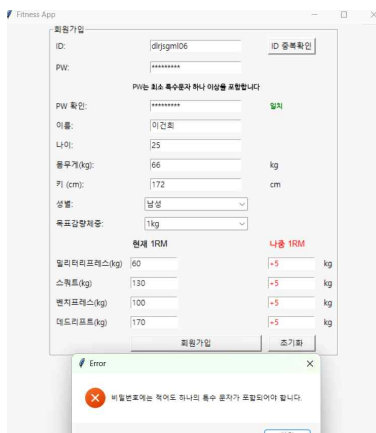 Fitness App
회원가입
ID: dlrjsgml06 ID 중복확인
PW: *********
PW는 최소 특수문자 하나 이상을 포함합니다
PW 확인: ********* 일치
이름: 이건희
나이: 25
몸무게(kg): 66 kg
키 (cm): 172 cm
성별: 남성
목표감량체중: 1kg
현재 1RM 나중 1RM
밀리터리프레스(kg) 60 +5 kg
스쿼트(kg) 130 +5 kg
벤치프레스(kg) 100 +5 kg
데드리프트(kg) 170 +5 kg
회원가입 초기화
Error
비밀번호에는 적어도 하나의 특수 문자가 포함되어야 합니다.